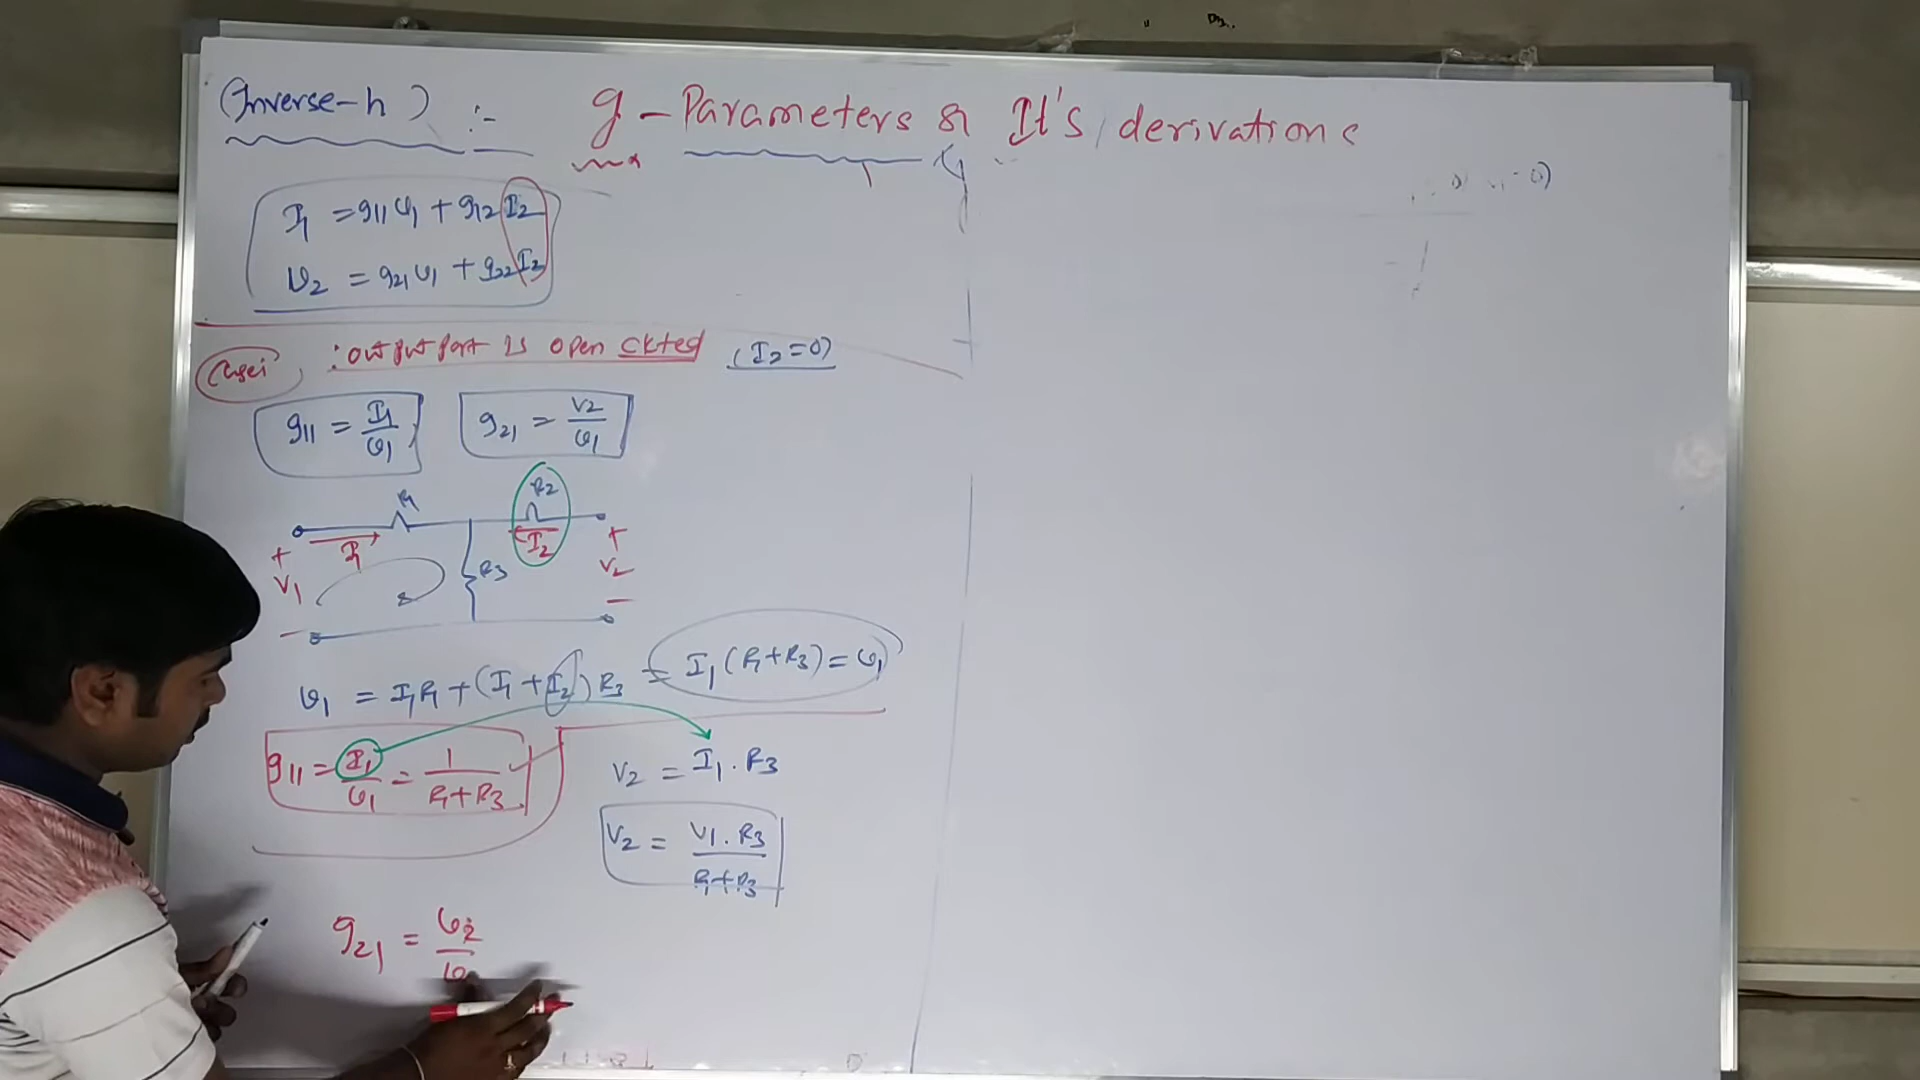 (Inverse-h) :- g-Parameters & It's derivations
I1 = g11 V1 + g12 I2
V2 = g21 V1 + g22 I2
Case i : output port is open ckted (I2=0)
g11 = I1/V1 g21 = V2/V1
R1 R2
I1 I2
+ +
V1 R3 V2
- -
V1 = I1R1 + (I1 + I2) R3 = I1 (R1+R3) = V1
g11 = I1/V1 = 1/(R1+R3) V2 = I1 . R3
V2 = V1 . R3/(R1+R3)
g21 = V2/V1